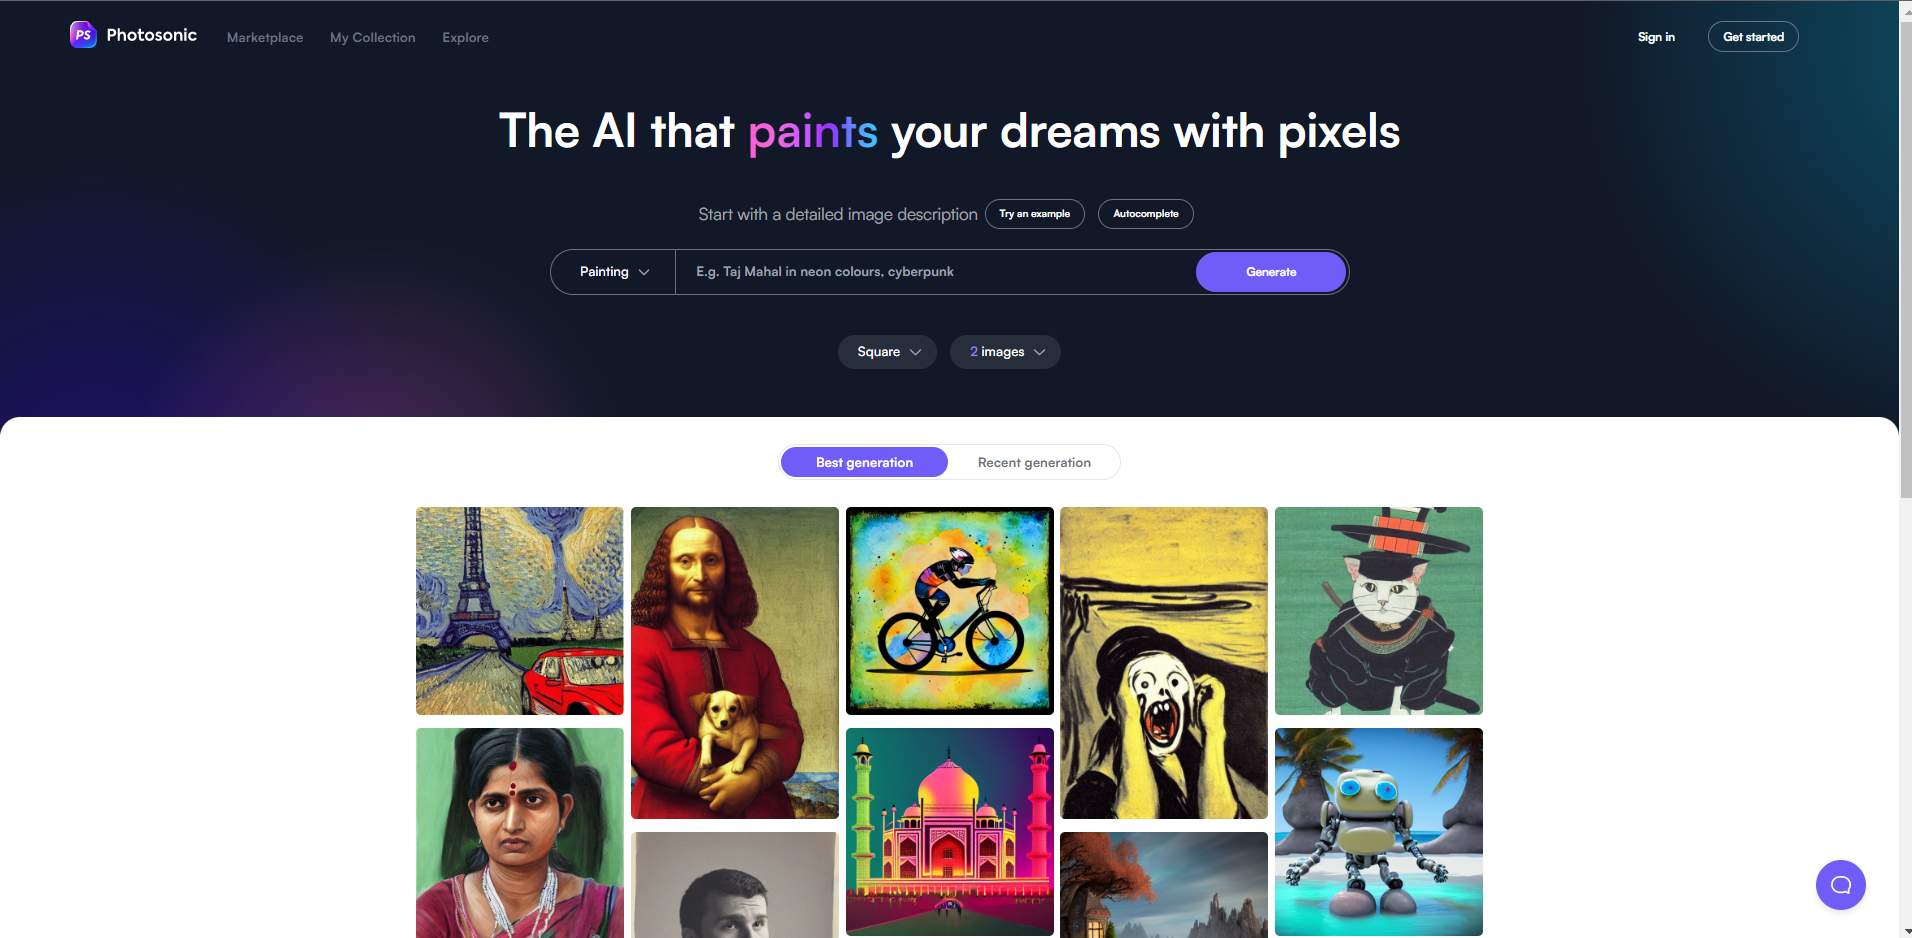 PS Photosonic Marketplace My Collection Explore Sign in Get started
The AI that paints your dreams with pixels
Start with a detailed image description Try an example Autocomplete
Painting E.g. Taj Mahal in neon colours, cyberpunk Generate
Square 2 images
Best generation Recent generation